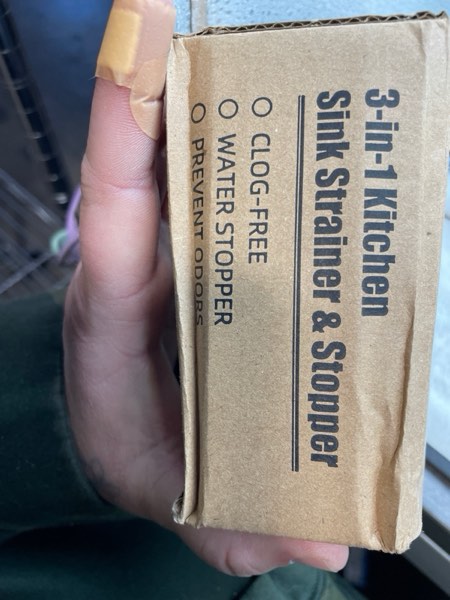 3-in-1 Kitchen
Sink Strainer & Stopper
CLOG-FREE
WATER STOPPER
PREVENT ODORS